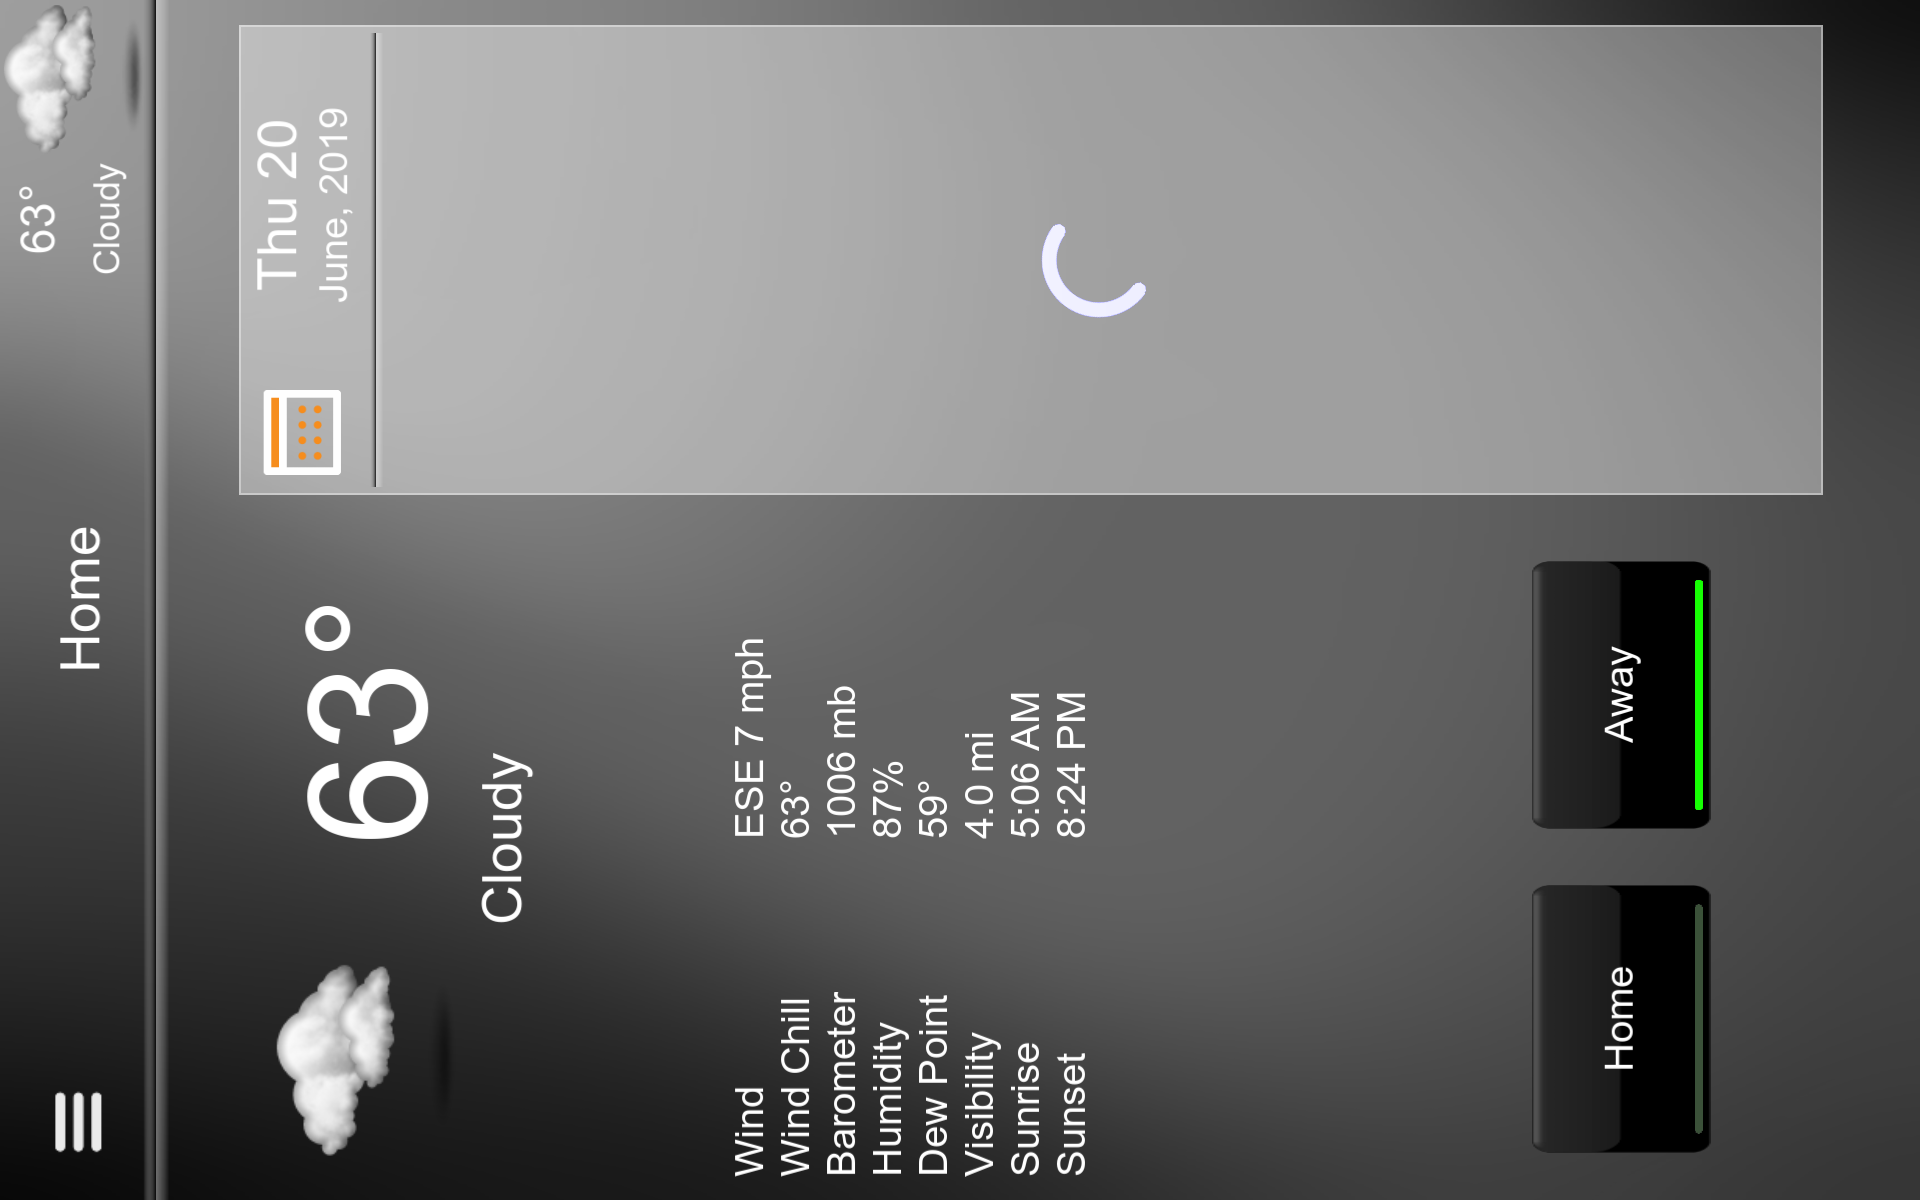 Home
63°
Cloudy
63°
Cloudy
Wind ESE 7 mph
Wind Chill 63°
Barometer 1006 mb
Humidity 87%
Dew Point 59°
Visibility 4.0 mi
Sunrise 5:06 AM
Sunset 8:24 PM
Home
Away
Thu 20
June, 2019